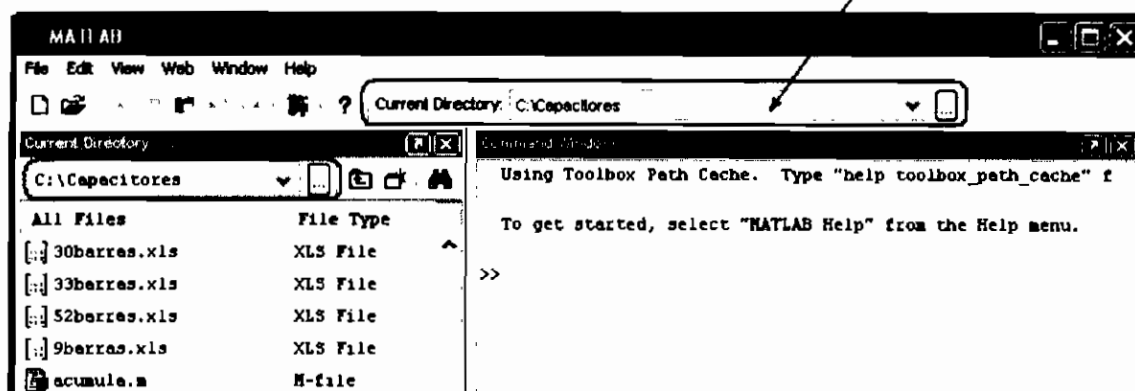 MATLAB
File Edit View Web Window Help
? Current Directory: C:\Capacitores
Current Directory
C:\Capacitores
All Files File Type
30barras.xls XLS File
33barras.xls XLS File
52barras.xls XLS File
9barras.xls XLS File
acumula.m M-file
Command Window
Using Toolbox Path Cache. Type "help toolbox_path_cache" f
To get started, select "MATLAB Help" from the Help menu.
>>